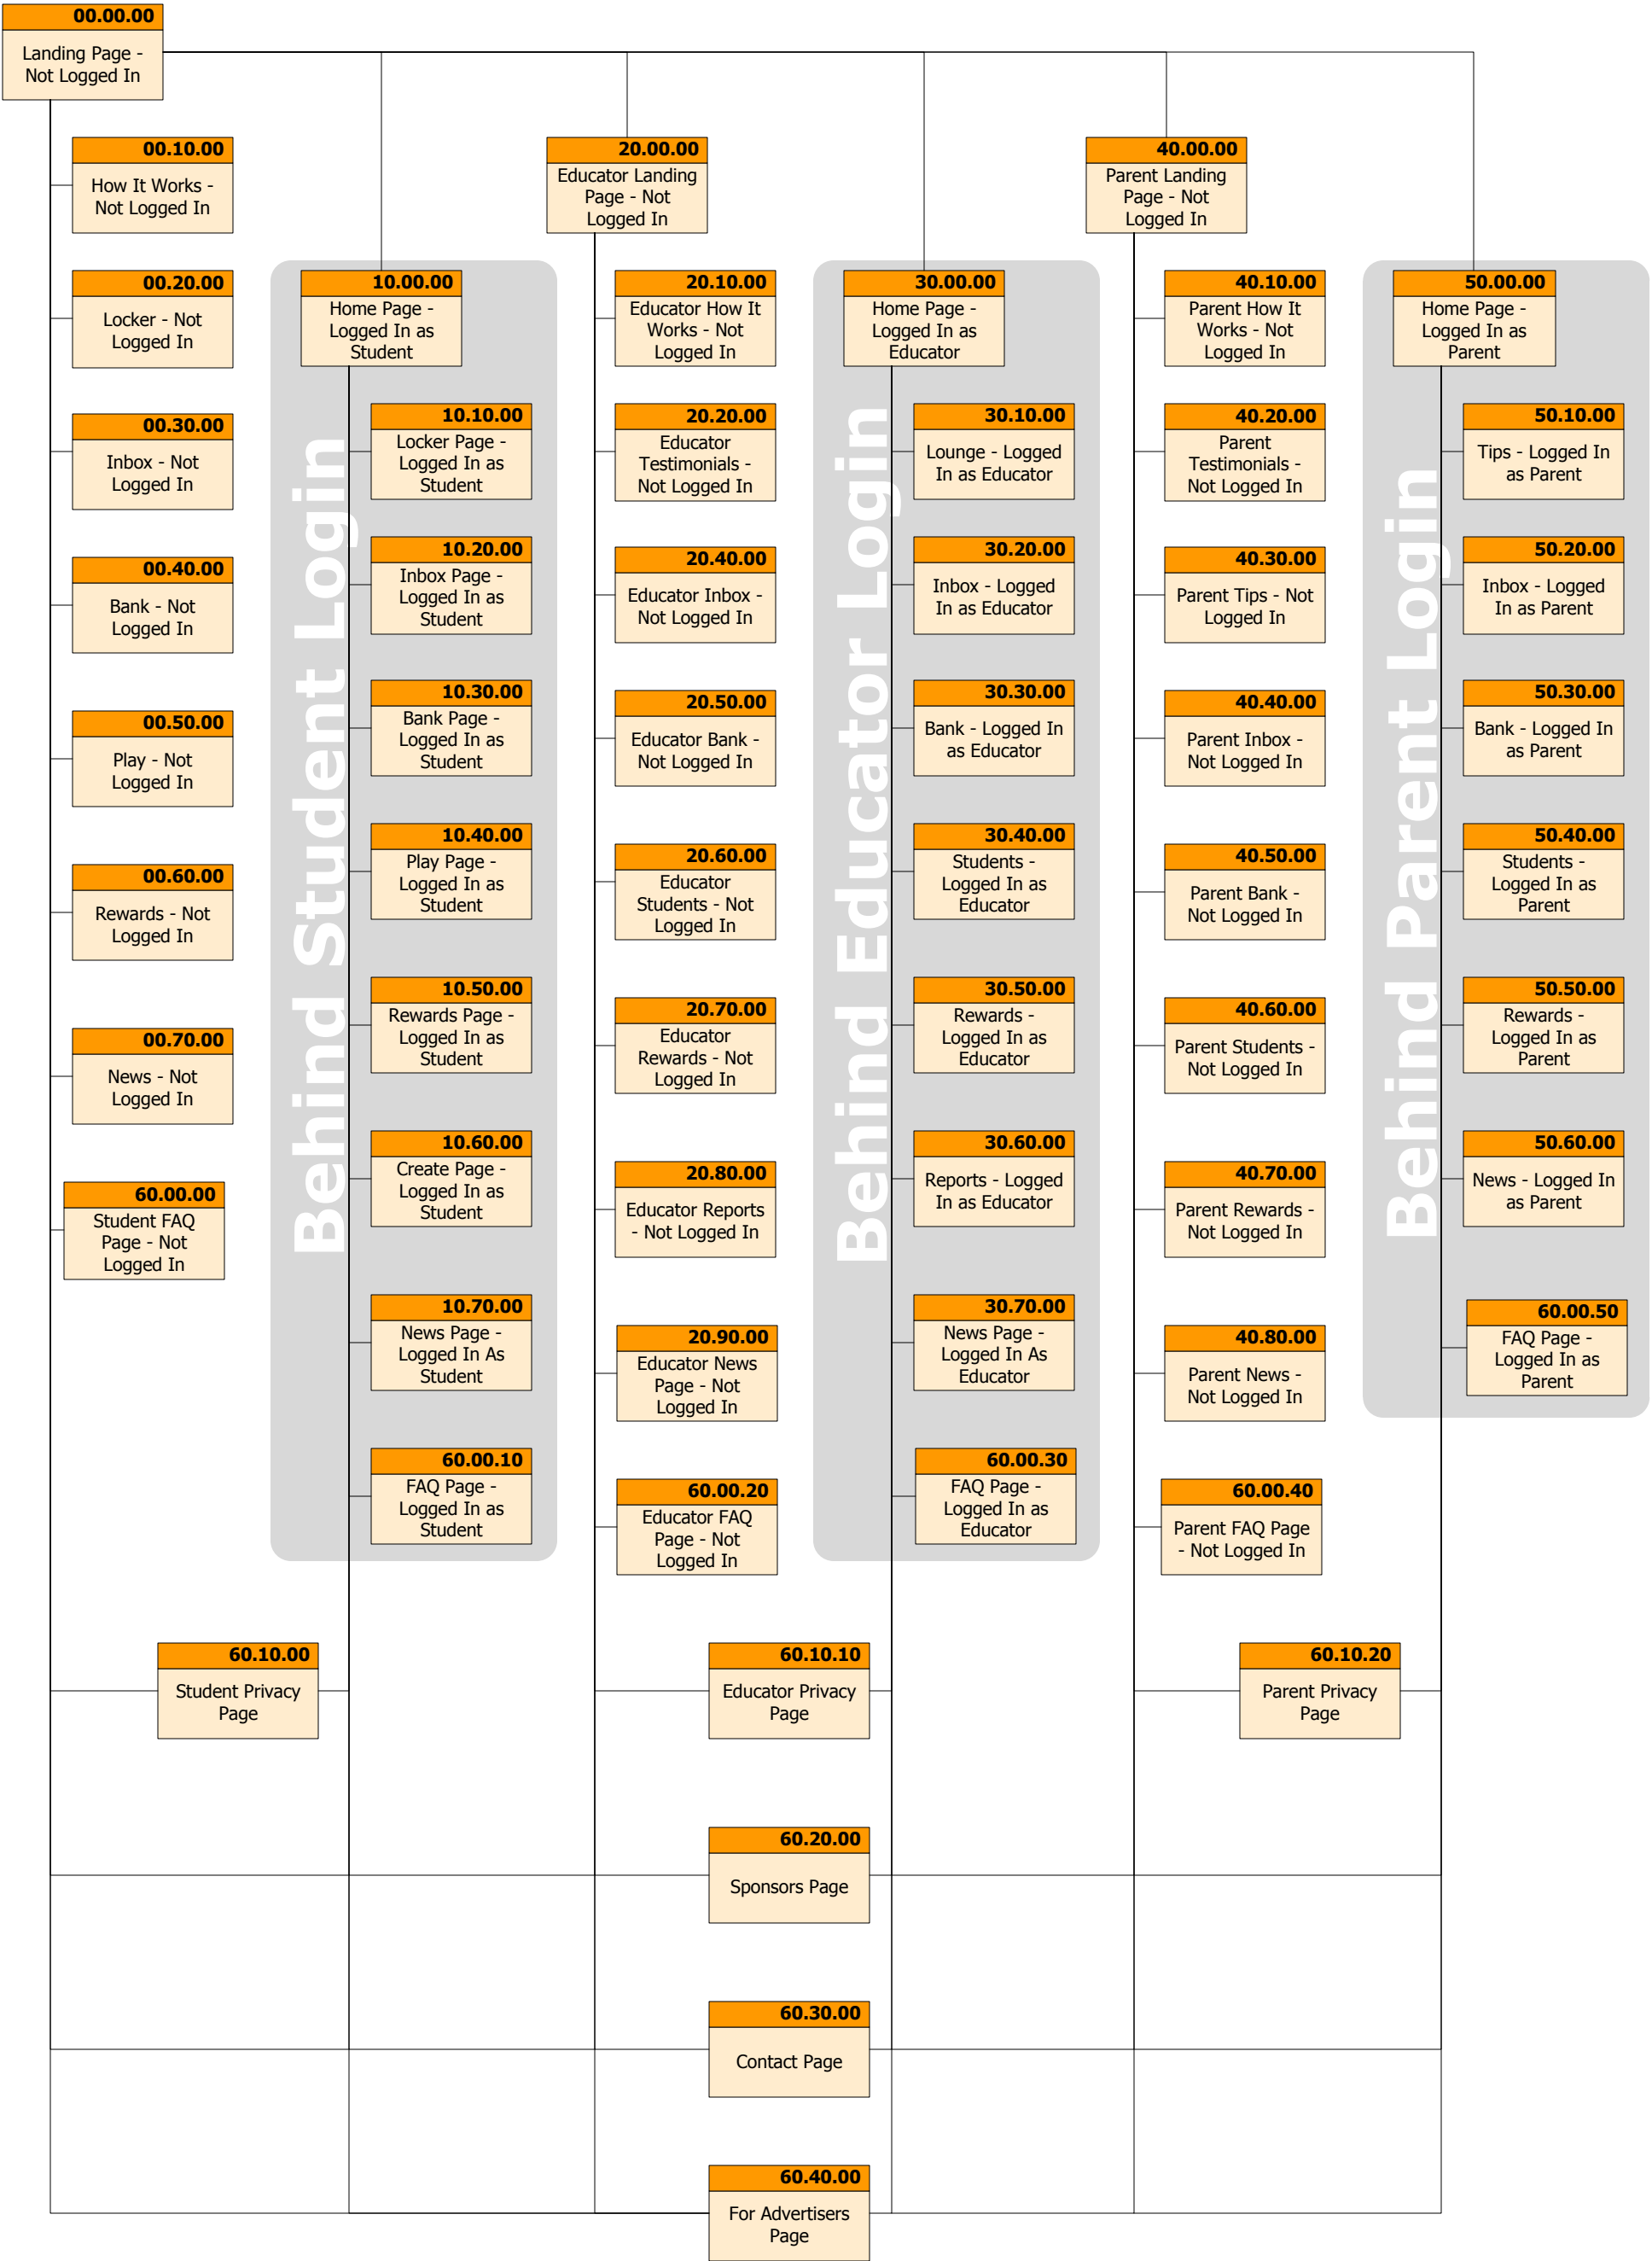 00.00.00
Landing Page -
Not Logged In
00.10.00
How It Works -
Not Logged In
00.20.00
Locker - Not
Logged In
00.30.00
Inbox - Not
Logged In
00.40.00
Bank - Not
Logged In
00.50.00
Play - Not
Logged In
00.60.00
Rewards - Not
Logged In
00.70.00
News - Not
Logged In
60.00.00
Student FAQ
Page - Not
Logged In
Behind Student Login
10.00.00
Home Page -
Logged In as
Student
10.10.00
Locker Page -
Logged In as
Student
10.20.00
Inbox Page -
Logged In as
Student
10.30.00
Bank Page -
Logged In as
Student
10.40.00
Play Page -
Logged In as
Student
10.50.00
Rewards Page -
Logged In as
Student
10.60.00
Create Page -
Logged In as
Student
10.70.00
News Page -
Logged In As
Student
60.00.10
FAQ Page -
Logged In as
Student
20.00.00
Educator Landing
Page - Not
Logged In
20.10.00
Educator How It
Works - Not
Logged In
20.20.00
Educator
Testimonials -
Not Logged In
20.40.00
Educator Inbox -
Not Logged In
20.50.00
Educator Bank -
Not Logged In
20.60.00
Educator
Students - Not
Logged In
20.70.00
Educator
Rewards - Not
Logged In
20.80.00
Educator Reports
- Not Logged In
20.90.00
Educator News
Page - Not
Logged In
60.00.20
Educator FAQ
Page - Not
Logged In
Behind Educator Login
30.00.00
Home Page -
Logged In as
Educator
30.10.00
Lounge - Logged
In as Educator
30.20.00
Inbox - Logged
In as Educator
30.30.00
Bank - Logged In
as Educator
30.40.00
Students -
Logged In as
Educator
30.50.00
Rewards -
Logged In as
Educator
30.60.00
Reports - Logged
In as Educator
30.70.00
News Page -
Logged In As
Educator
60.00.30
FAQ Page -
Logged In as
Educator
40.00.00
Parent Landing
Page - Not
Logged In
40.10.00
Parent How It
Works - Not
Logged In
40.20.00
Parent
Testimonials -
Not Logged In
40.30.00
Parent Tips - Not
Logged In
40.40.00
Parent Inbox -
Not Logged In
40.50.00
Parent Bank -
Not Logged In
40.60.00
Parent Students -
Not Logged In
40.70.00
Parent Rewards -
Not Logged In
40.80.00
Parent News -
Not Logged In
60.00.40
Parent FAQ Page
- Not Logged In
Behind Parent Login
50.00.00
Home Page -
Logged In as
Parent
50.10.00
Tips - Logged In
as Parent
50.20.00
Inbox - Logged
In as Parent
50.30.00
Bank - Logged In
as Parent
50.40.00
Students -
Logged In as
Parent
50.50.00
Rewards -
Logged In as
Parent
50.60.00
News - Logged In
as Parent
60.00.50
FAQ Page -
Logged In as
Parent
60.10.00
Student Privacy
Page
60.10.10
Educator Privacy
Page
60.10.20
Parent Privacy
Page
60.20.00
Sponsors Page
60.30.00
Contact Page
60.40.00
For Advertisers
Page